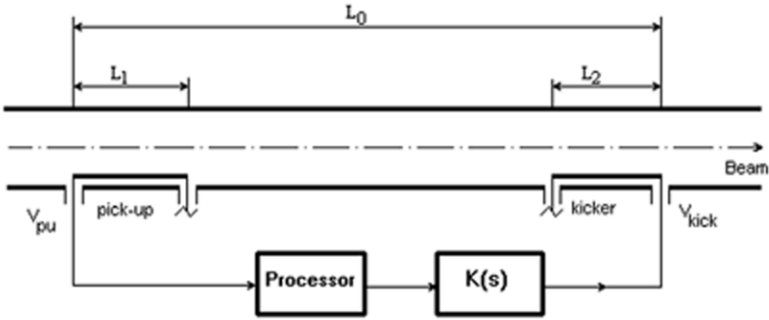 L0
L1
L2
Beam
Vpu
pick-up
kicker
Vkick
Processor
K(s)